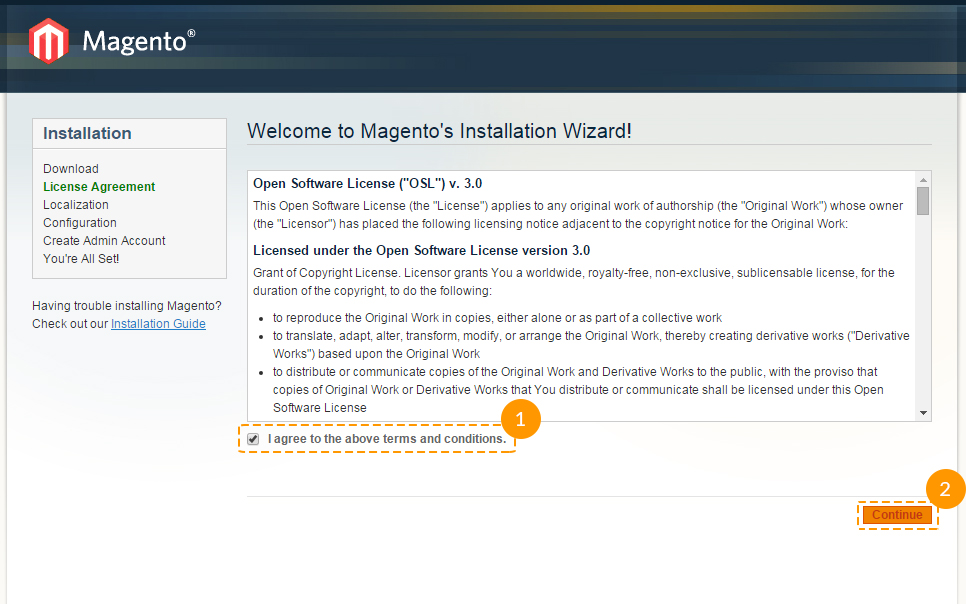 Magento®
Installation
Download
License Agreement
Localization
Configuration
Create Admin Account
You're All Set!
Having trouble installing Magento?
Check out our Installation Guide
Welcome to Magento's Installation Wizard!
Open Software License ("OSL") v. 3.0
This Open Software License (the "License") applies to any original work of authorship (the "Original Work") whose owner
(the "Licensor") has placed the following licensing notice adjacent to the copyright notice for the Original Work:
Licensed under the Open Software License version 3.0
Grant of Copyright License. Licensor grants You a worldwide, royalty-free, non-exclusive, sublicensable license, for the
duration of the copyright, to do the following:
• to reproduce the Original Work in copies, either alone or as part of a collective work
• to translate, adapt, alter, transform, modify, or arrange the Original Work, thereby creating derivative works ("Derivative
Works") based upon the Original Work
• to distribute or communicate copies of the Original Work and Derivative Works to the public, with the proviso that
copies of Original Work or Derivative Works that You distribute or communicate shall be licensed under this Open
Software License
1
I agree to the above terms and conditions.
2
Continue